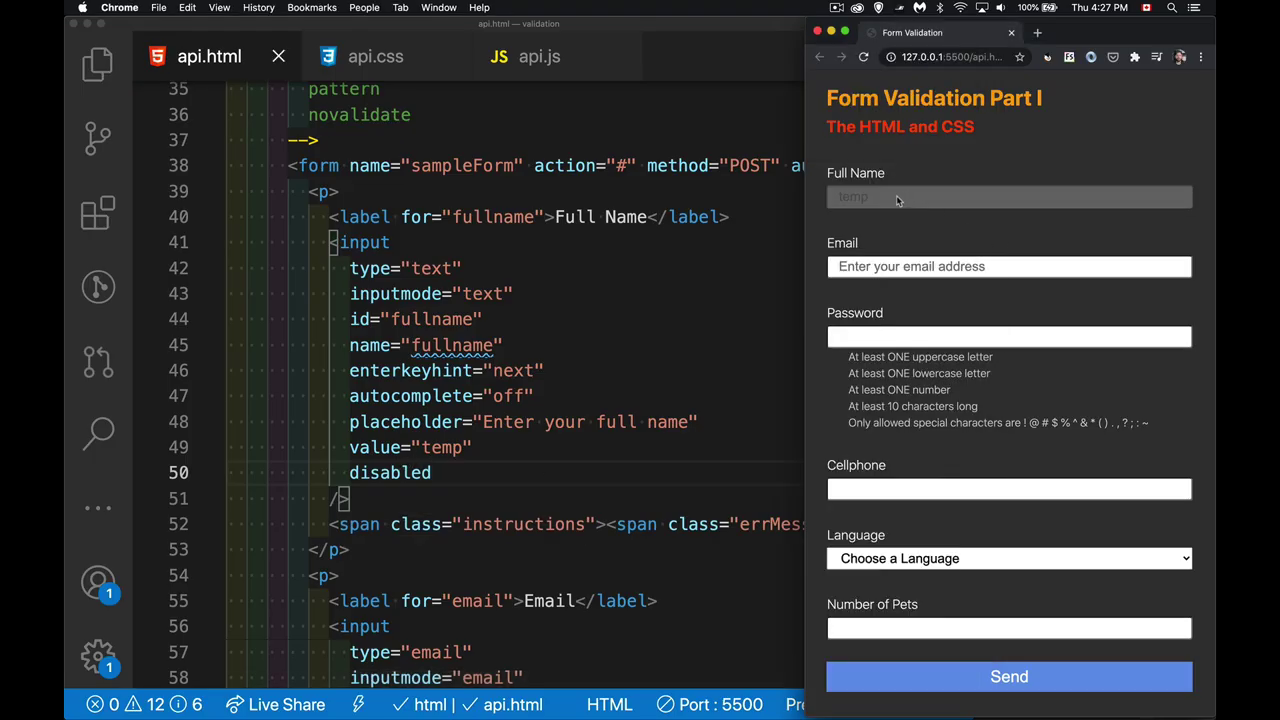 Chrome File Edit View History Bookmarks People Tab Window Help 100% Thu 4:27 PM
api.html — validation
api.html
api.css
JS api.js
35 pattern
36 novalidate
37 -->
38 <form name="sampleForm" action="#" method="POST" au
39 <p>
40 <label for="fullname">Full Name</label>
41 <input
42 type="text"
43 inputmode="text"
44 id="fullname"
45 name="fullname"
46 enterkeyhint="next"
47 autocomplete="off"
48 placeholder="Enter your full name"
49 value="temp"
50 disabled
51 />
52 <span class="instructions"><span class="errMess
53 </p>
54 <p>
55 <label for="email">Email</label>
56 <input
57 type="email"
58 inputmode="email"
1
1
0 12 6 Live Share html | api.html HTML Port : 5500 Pre
Form Validation
127.0.0.1:5500/api.h...
Form Validation Part I
The HTML and CSS
Full Name
temp
Email
Enter your email address
Password
At least ONE uppercase letter
At least ONE lowercase letter
At least ONE number
At least 10 characters long
Only allowed special characters are ! @ # $ % ^ & * ( ) . , ? ; : ~
Cellphone
Language
Choose a Language
Number of Pets
Send